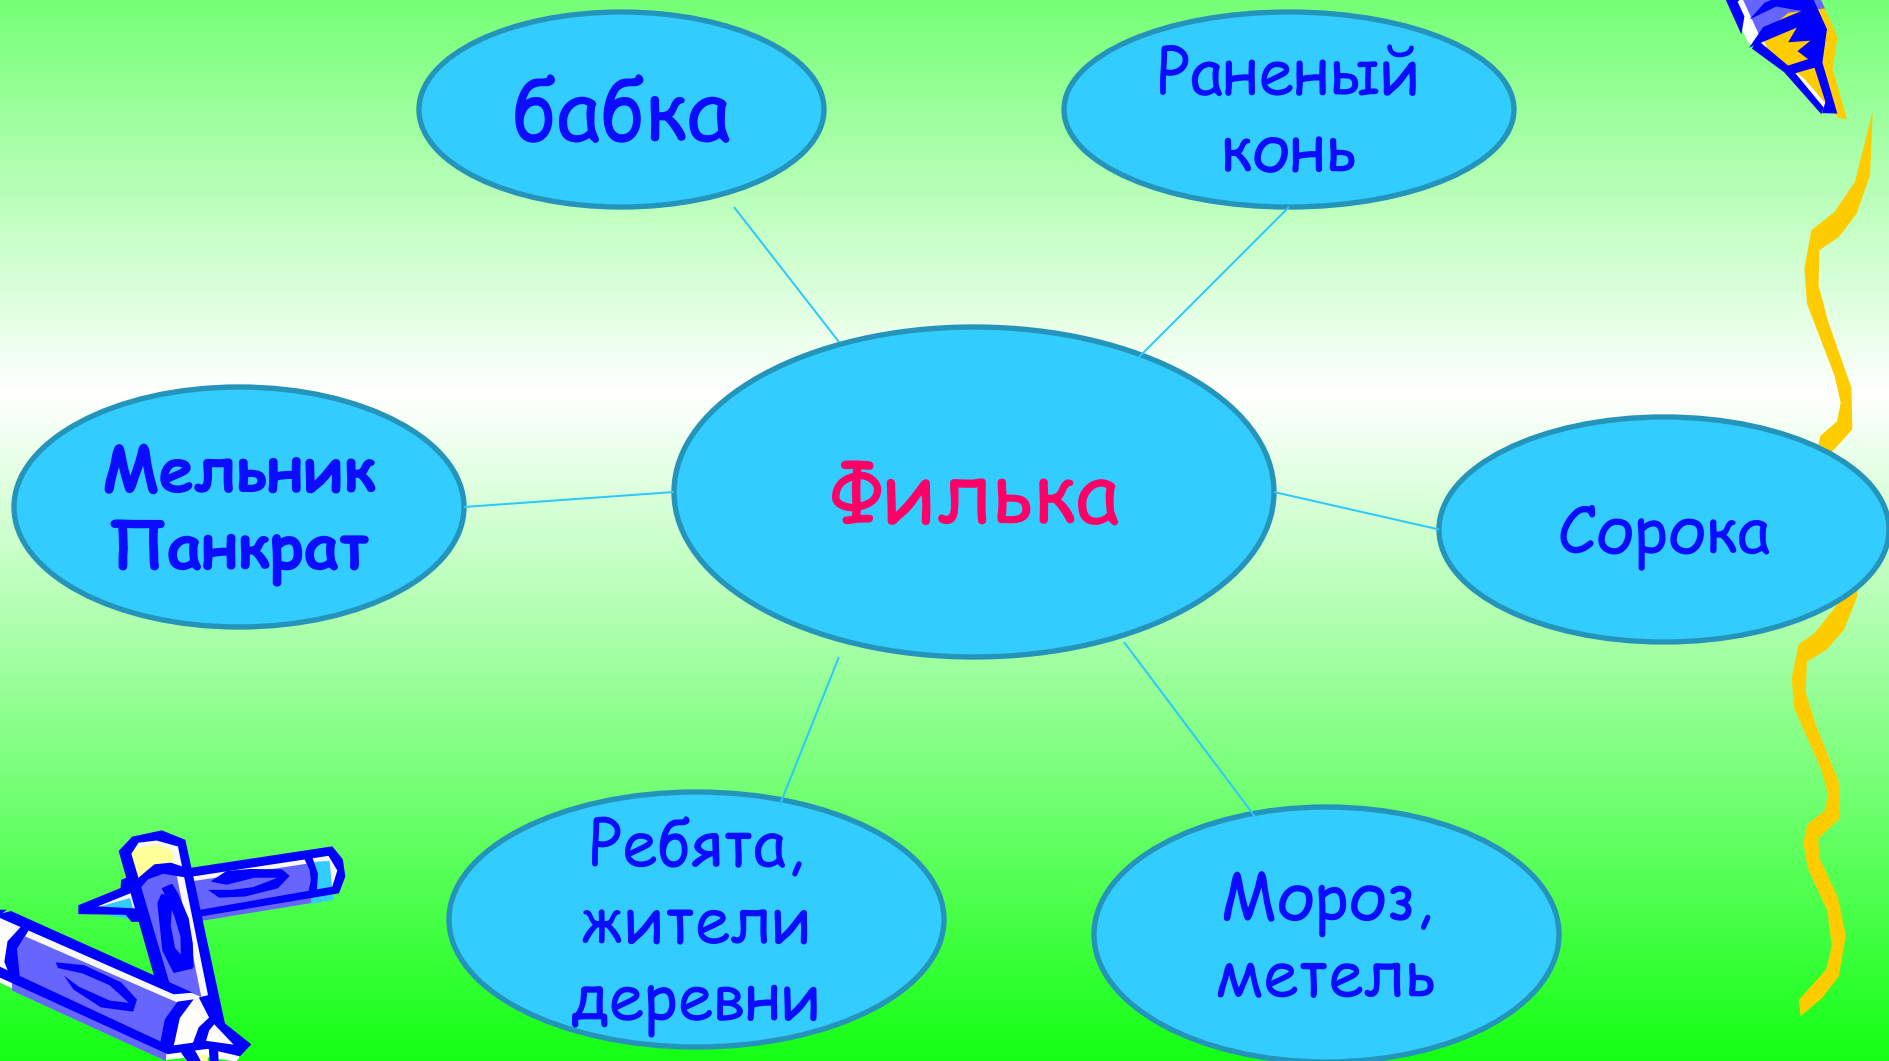 бабка
Раненый
конь
Мельник
Панкрат
Филька
Сорока
Ребята,
жители
деревни
Мороз,
метель